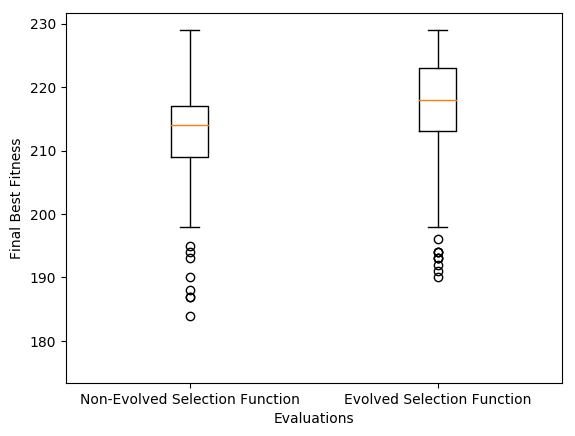 230
220
210
200
190
180
Final Best Fitness
Non-Evolved Selection Function
Evolved Selection Function
Evaluations